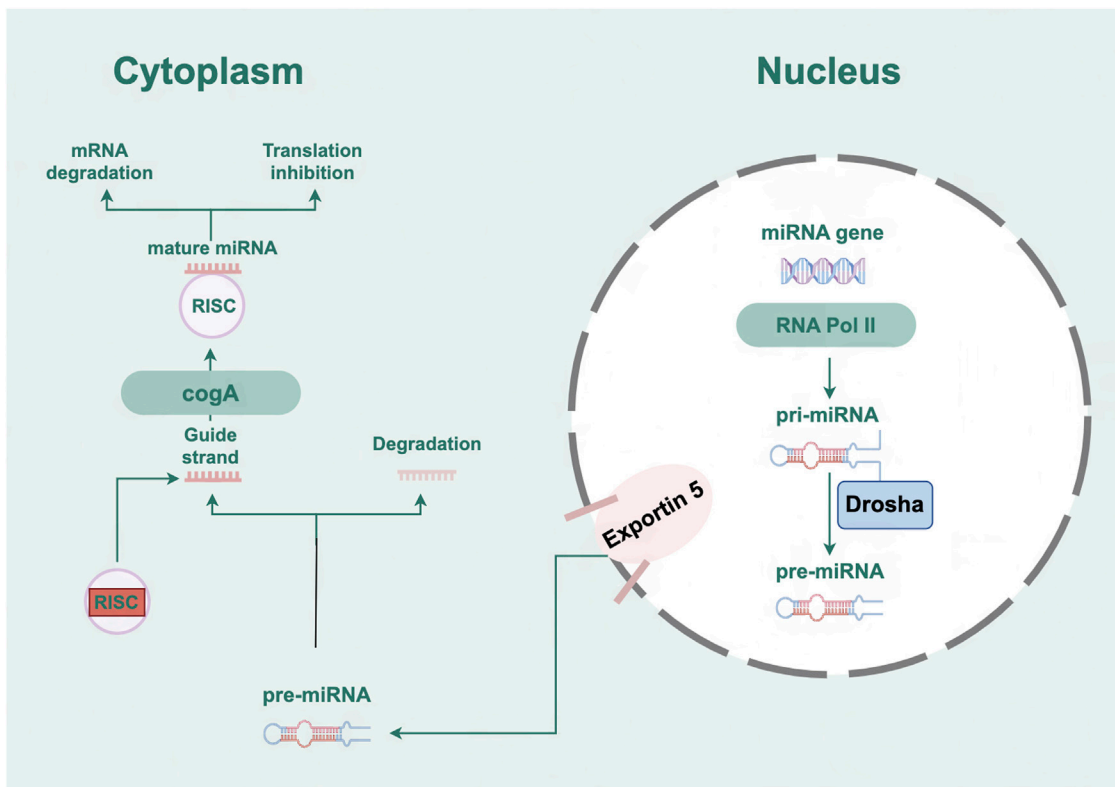 Cytoplasm
Nucleus
mRNA
degradation
Translation
inhibition
mature miRNA
RISC
cogA
Guide
strand
Degradation
RISC
pre-miRNA
miRNA gene
RNA Pol II
pri-miRNA
Drosha
Exportin 5
pre-miRNA